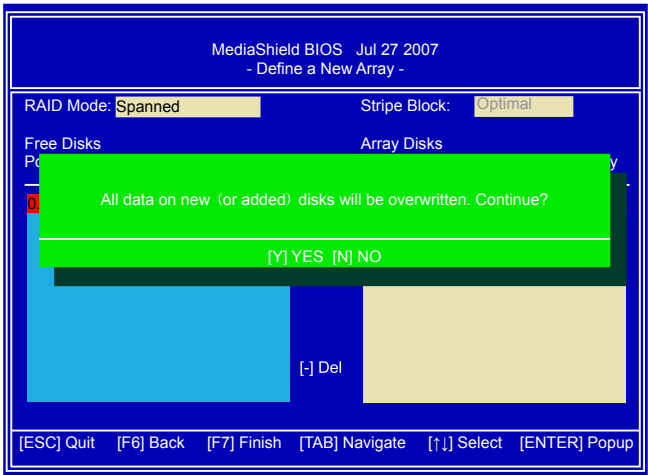 MediaShield BIOS Jul 27 2007
- Define a New Array -
RAID Mode: Spanned Stripe Block: Optimal
Free Disks Array Disks
All data on new (or added) disks will be overwritten. Continue?
[Y] YES [N] NO
[-] Del
[ESC] Quit [F6] Back [F7] Finish [TAB] Navigate [↑↓] Select [ENTER] Popup